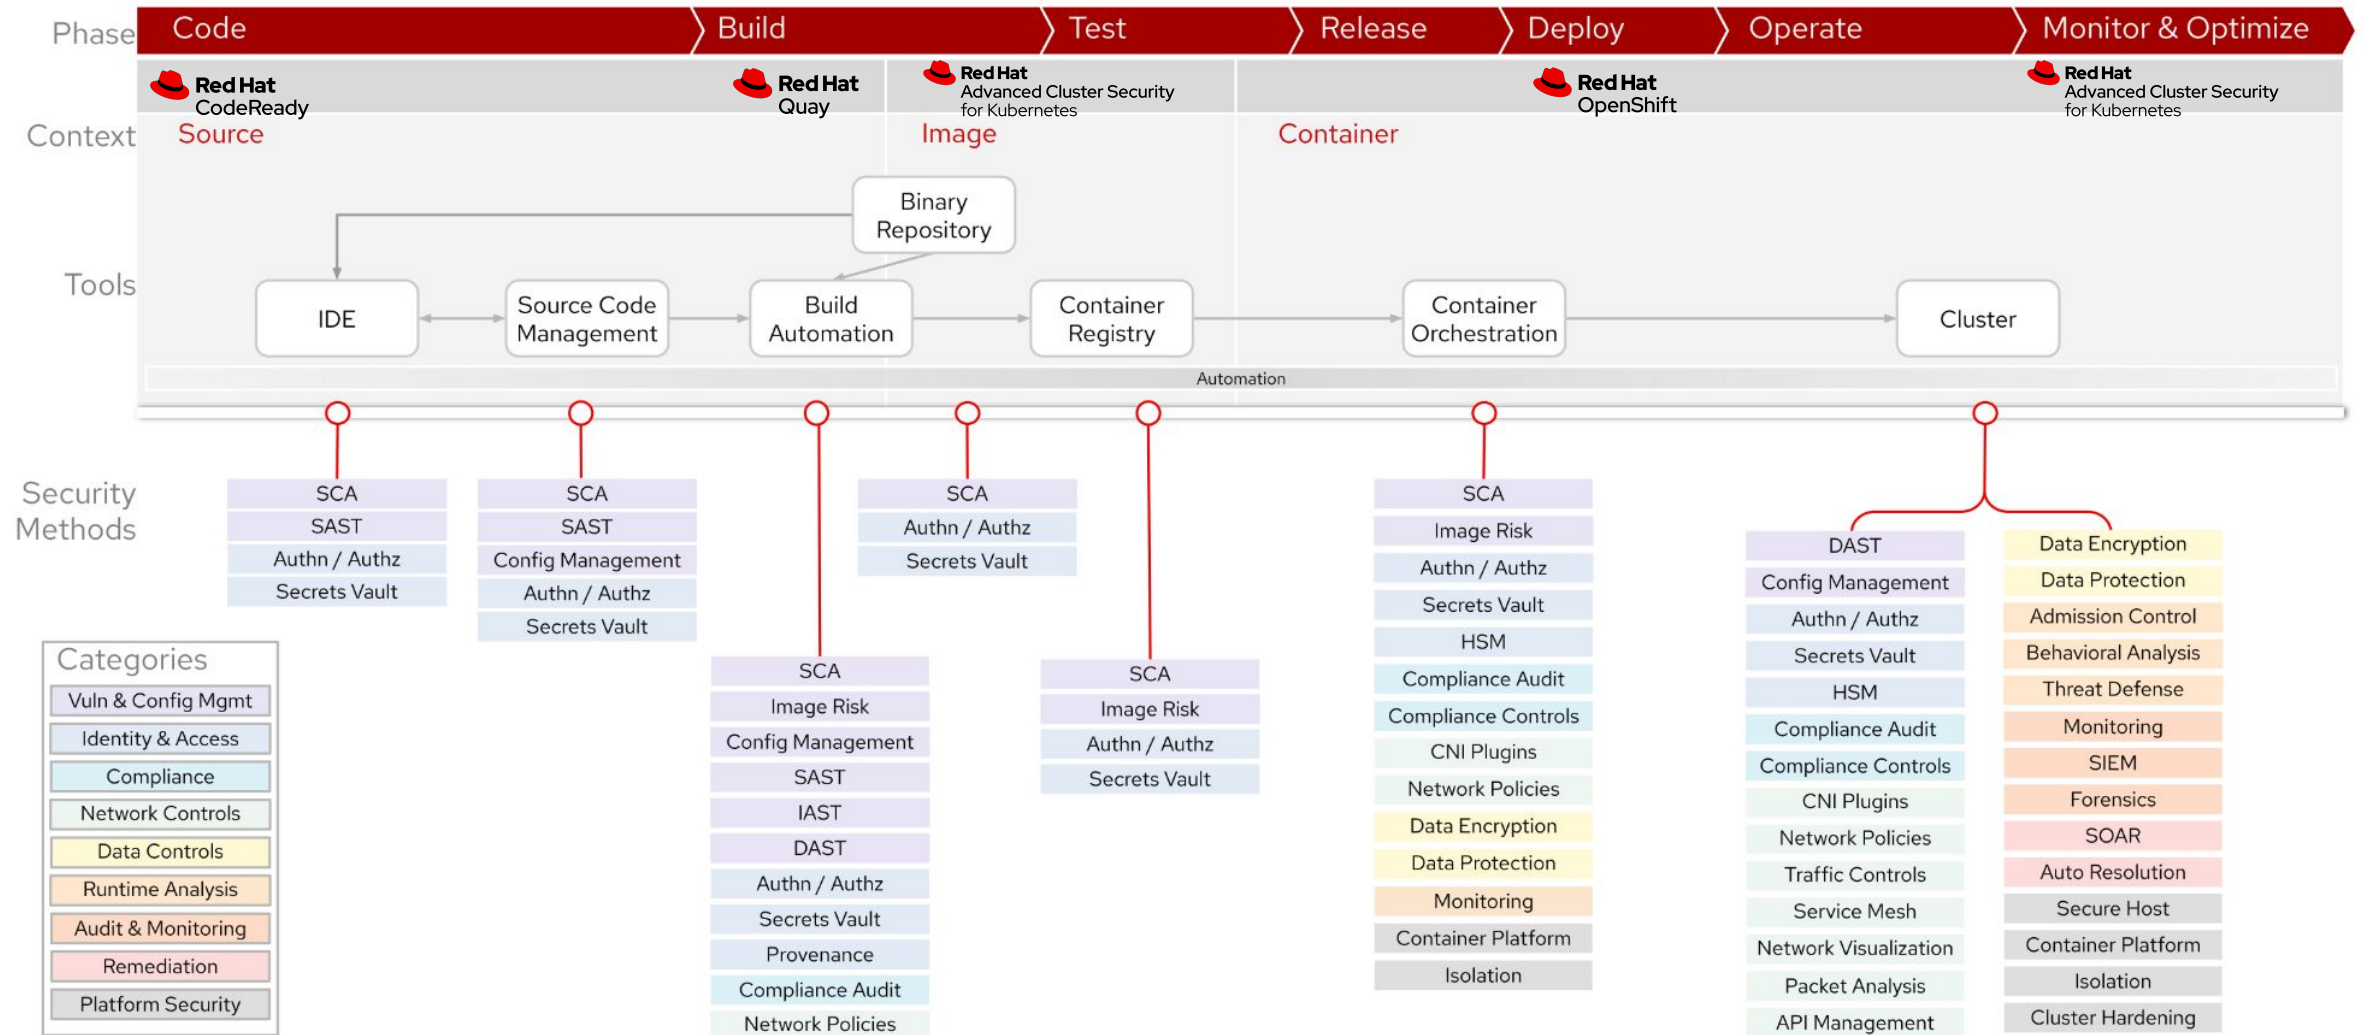 Phase
Code
Build
Test
Release
Deploy
Operate
Monitor & Optimize
Red Hat
CodeReady
Red Hat
Quay
Red Hat
Advanced Cluster Security
for Kubernetes
Red Hat
OpenShift
Red Hat
Advanced Cluster Security
for Kubernetes
Context
Source
Image
Container
Tools
Binary
Repository
IDE
Source Code
Management
Build
Automation
Container
Registry
Container
Orchestration
Cluster
Automation
Security
Methods
SCA
SAST
Authn / Authz
Secrets Vault
SCA
SAST
Config Management
Authn / Authz
Secrets Vault
SCA
Image Risk
Config Management
SAST
IAST
DAST
Authn / Authz
Secrets Vault
Provenance
Compliance Audit
Network Policies
SCA
Authn / Authz
Secrets Vault
SCA
Image Risk
Authn / Authz
Secrets Vault
SCA
Image Risk
Authn / Authz
Secrets Vault
HSM
Compliance Audit
Compliance Controls
CNI Plugins
Network Policies
Data Encryption
Data Protection
Monitoring
Container Platform
Isolation
DAST
Config Management
Authn / Authz
Secrets Vault
HSM
Compliance Audit
Compliance Controls
CNI Plugins
Network Policies
Traffic Controls
Service Mesh
Network Visualization
Packet Analysis
API Management
Data Encryption
Data Protection
Admission Control
Behavioral Analysis
Threat Defense
Monitoring
SIEM
Forensics
SOAR
Auto Resolution
Secure Host
Container Platform
Isolation
Cluster Hardening
Categories
Vuln & Config Mgmt
Identity & Access
Compliance
Network Controls
Data Controls
Runtime Analysis
Audit & Monitoring
Remediation
Platform Security